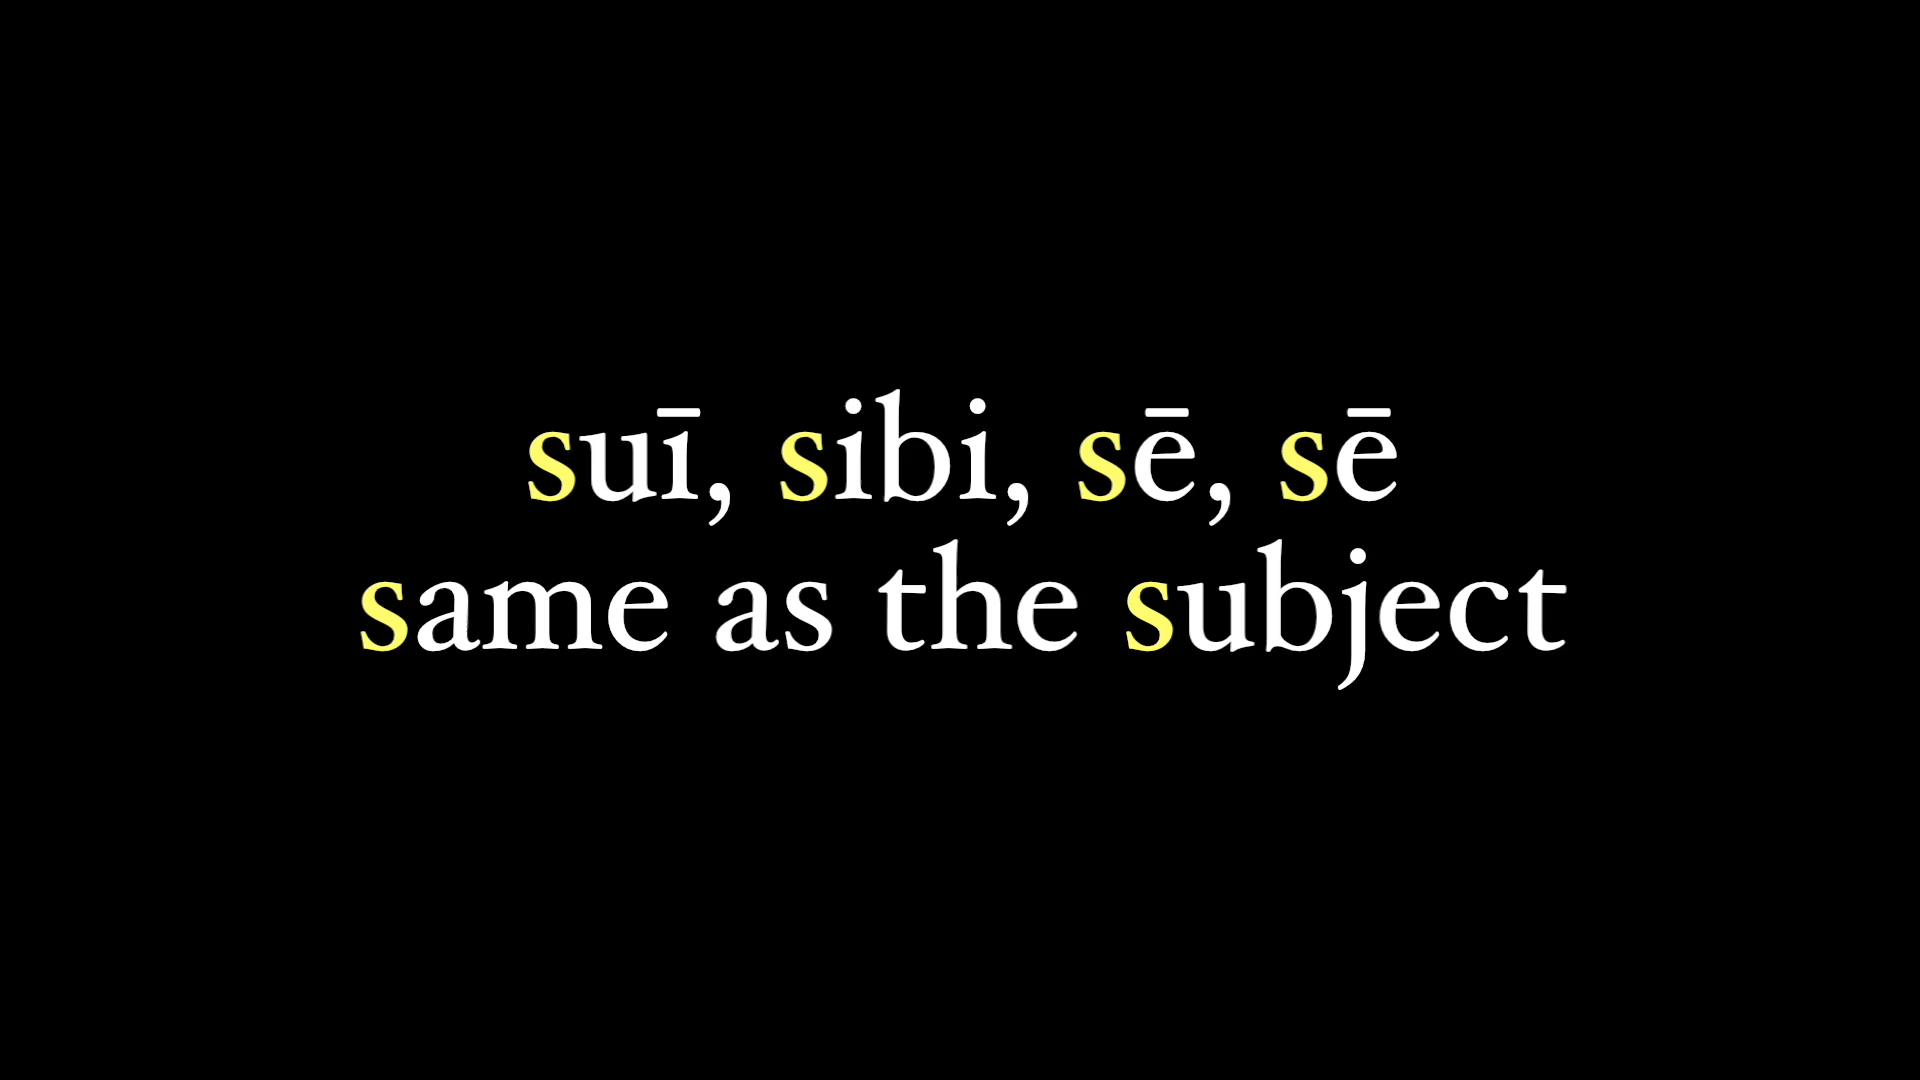 suī, sibi, sē, sē
same as the subject